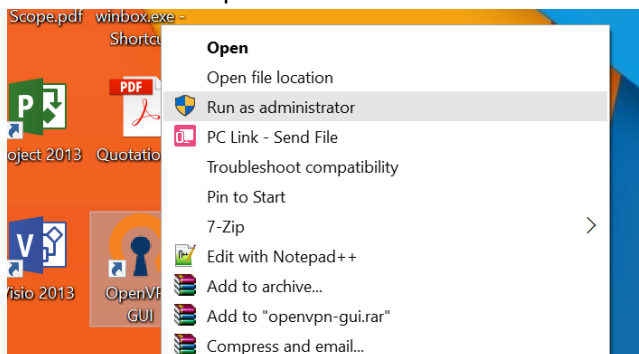 Scope.pdf
winbox.exe -
Shortcu
Open
Open file location
Run as administrator
PC Link - Send File
Troubleshoot compatibility
Pin to Start
7-Zip
Edit with Notepad++
Add to archive...
Add to "openvpn-gui.rar"
Compress and email...
PDF
P
oject 2013
Quotatio
V
isio 2013
OpenVP
GUI